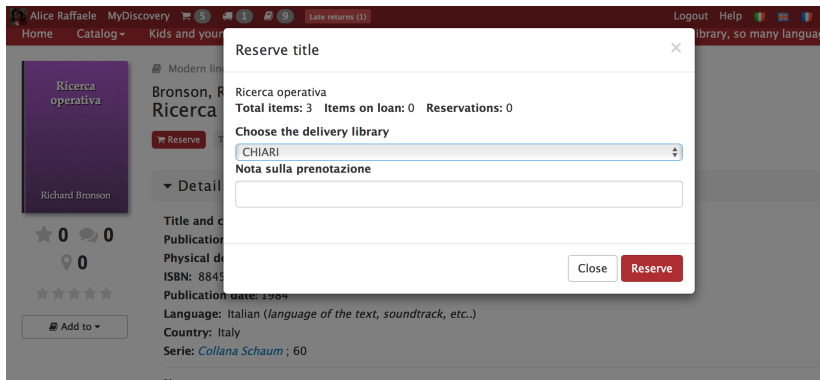 Alice Raffaele MyDiscovery 5 1 9 Late returns (1) Logout Help
Home Catalog Kids and your ibrary, so many langua
Reserve title ×
Modern lin
Ricerca operativa
Richard Bronson
Bronson, R
Ricerca
Reserve T
Ricerca operativa
Total items: 3 Items on loan: 0 Reservations: 0
Choose the delivery library
CHIARI
Nota sulla prenotazione
Close Reserve
Detail
0 0
0
Add to
Title and c
Publication
Physical de
ISBN: 8845
Publication date: 1984
Language: Italian (language of the text, soundtrack, etc..)
Country: Italy
Serie: Collana Schaum ; 60